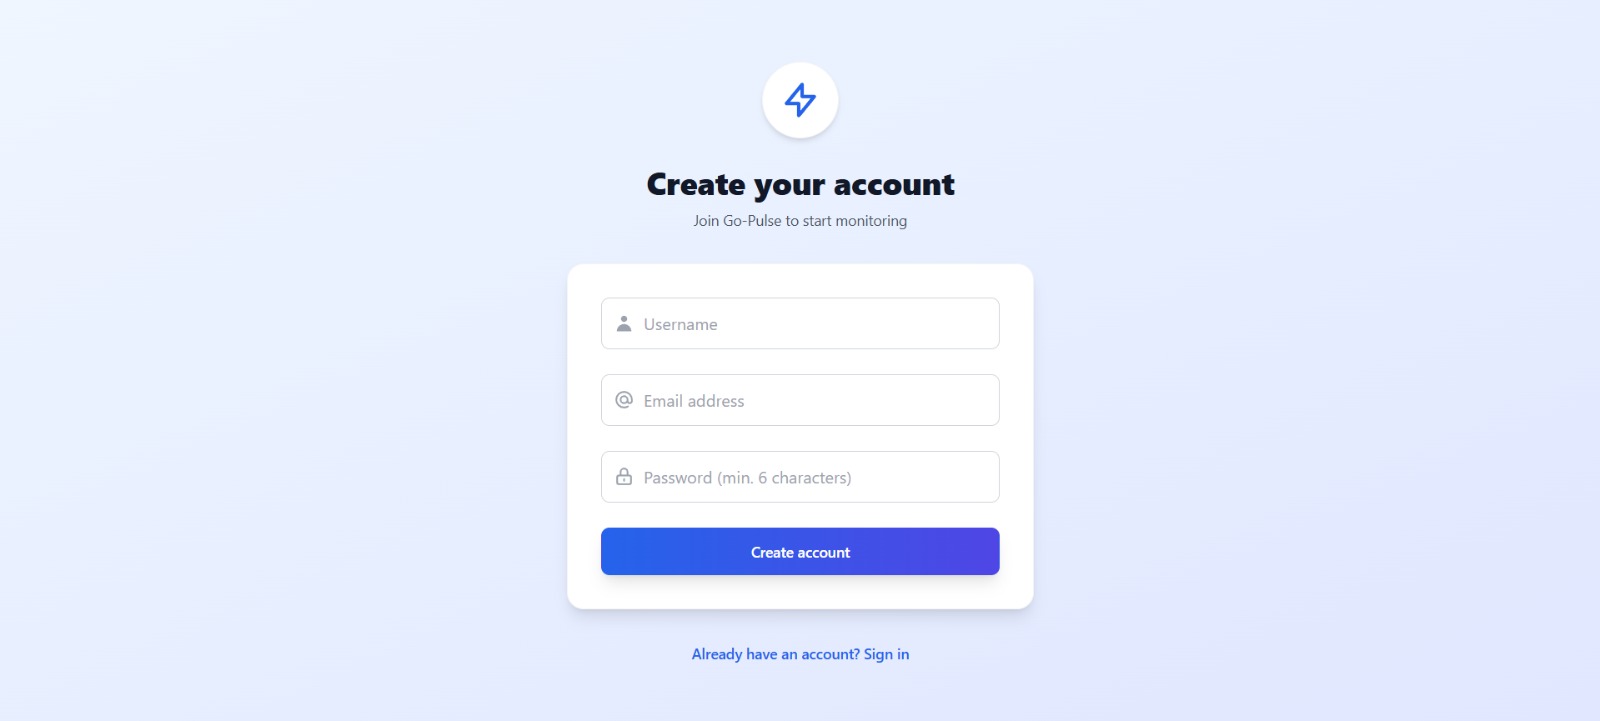 Create your account
Join Go-Pulse to start monitoring
Username
Email address
Password (min. 6 characters)
Create account
Already have an account? Sign in